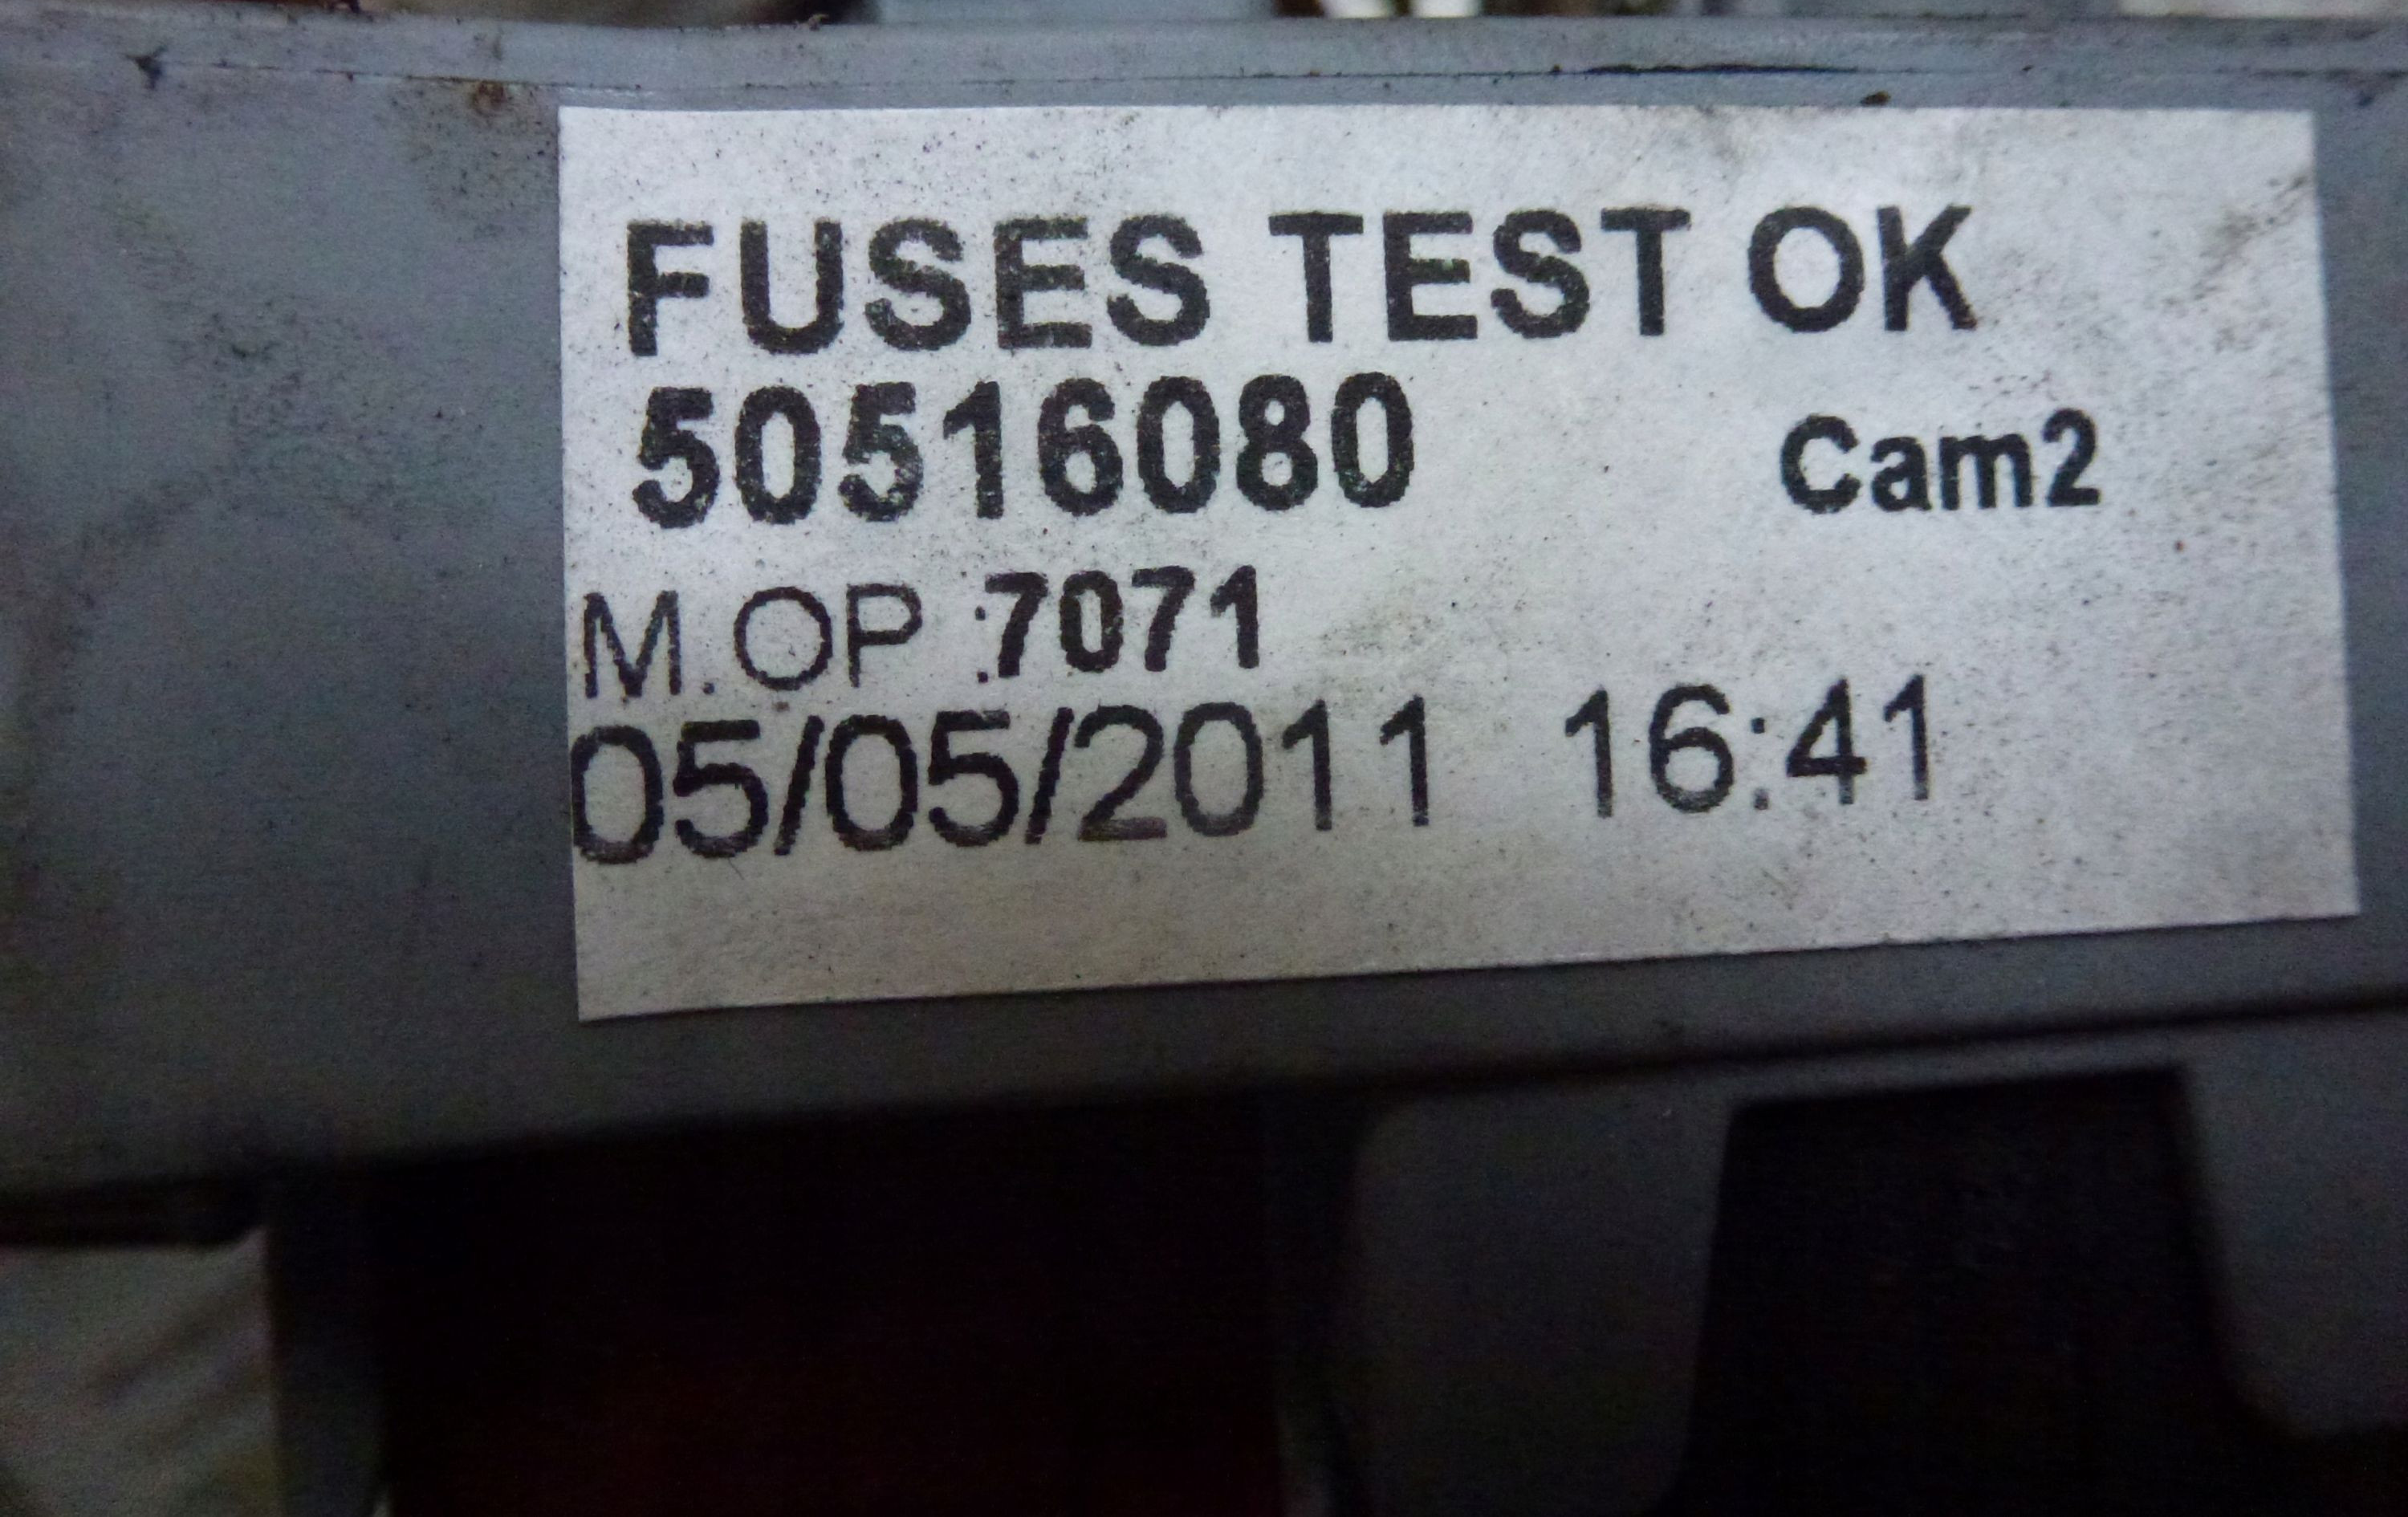 FUSES TEST OK
50516080 Cam2
M.OP :7071
05/05/2011 16:41